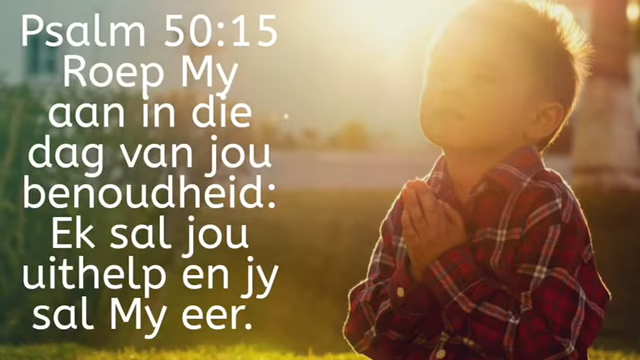 Psalm 50:15
Roep My
aan in die
dag van jou
benoudheid:
Ek sal jou
uithelp en jy
sal My eer.